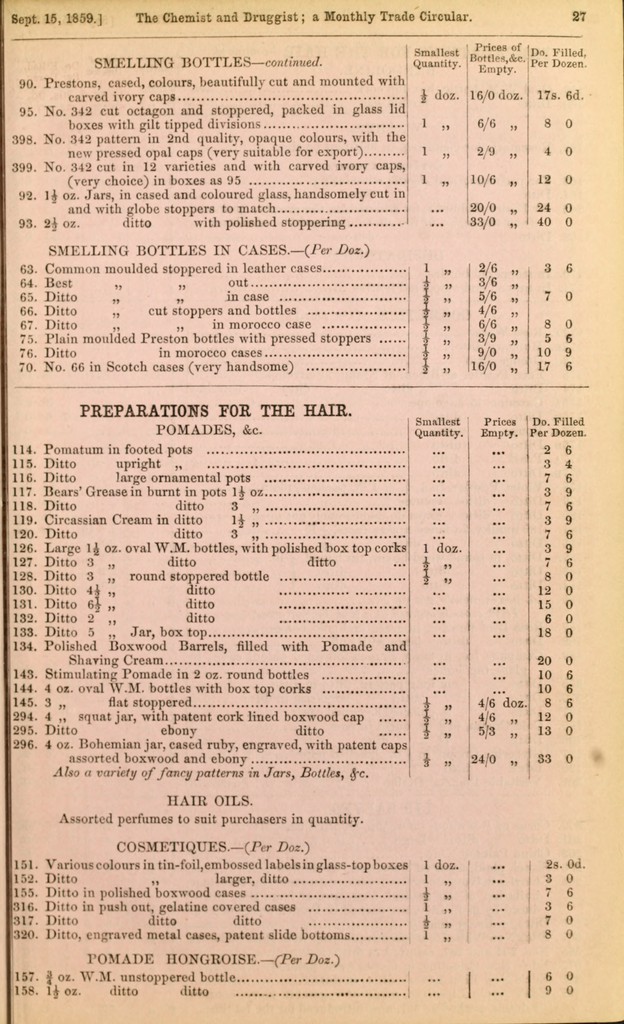 Sept. 15, 1859.] The Chemist and Druggist; a Monthly Trade Circular. 27
SMELLING BOTTLES—continued. Smallest Quantity. Prices of Bottles,&c. Empty. Do. Filled, Per Dozen.
90. Prestons, cased, colours, beautifully cut and mounted with
carved ivory caps ½ doz. 16/0 doz. 17s. 6d.
95. No. 342 cut octagon and stoppered, packed in glass lid
boxes with gilt tipped divisions 1 „ 6/6 „ 8 0
398. No. 342 pattern in 2nd quality, opaque colours, with the
new pressed opal caps (very suitable for export) 1 „ 2/9 „ 4 0
399. No. 342 cut in 12 varieties and with carved ivory caps,
(very choice) in boxes as 95 1 „ 10/6 „ 12 0
92. 1½ oz. Jars, in cased and coloured glass, handsomely cut in
and with globe stoppers to match ... 20/0 „ 24 0
93. 2½ oz. ditto with polished stoppering ... 33/0 „ 40 0
SMELLING BOTTLES IN CASES.—(Per Doz.)
63. Common moulded stoppered in leather cases 1 „ 2/6 „ 3 6
64. Best „ „ out ½ „ 3/6 „
65. Ditto „ „ in case ½ „ 5/6 „ 7 0
66. Ditto „ cut stoppers and bottles ½ „ 4/6 „
67. Ditto „ „ in morocco case ½ „ 6/6 „ 8 0
75. Plain moulded Preston bottles with pressed stoppers ½ „ 3/9 „ 5 6
76. Ditto in morocco cases ½ „ 9/0 „ 10 9
70. No. 66 in Scotch cases (very handsome) ½ „ 16/0 „ 17 6
PREPARATIONS FOR THE HAIR.
POMADES, &c. Smallest Quantity. Prices Empty. Do. Filled Per Dozen.
114. Pomatum in footed pots ... ... 2 6
115. Ditto upright „ ... ... 3 4
116. Ditto large ornamental pots ... ... 7 6
117. Bears' Grease in burnt in pots 1½ oz. ... ... 3 9
118. Ditto ditto 3 „ ... ... 7 6
119. Circassian Cream in ditto 1½ „ ... ... 3 9
120. Ditto ditto 3 „ ... ... 7 6
126. Large 1½ oz. oval W.M. bottles, with polished box top corks 1 doz. ... 3 9
127. Ditto 3 „ ditto ditto ½ „ ... 7 6
128. Ditto 3 „ round stoppered bottle ½ „ ... 8 0
130. Ditto 4½ „ ditto ... ... 12 0
131. Ditto 6½ „ ditto ... ... 15 0
132. Ditto 2 „ ditto ... ... 6 0
133. Ditto 5 „ Jar, box top ... ... 18 0
134. Polished Boxwood Barrels, filled with Pomade and
Shaving Cream ... ... 20 0
143. Stimulating Pomade in 2 oz. round bottles ... ... 10 6
144. 4 oz. oval W.M. bottles with box top corks ... ... 10 6
145. 3 „ flat stoppered ½ „ 4/6 doz. 8 6
294. 4 „ squat jar, with patent cork lined boxwood cap ½ „ 4/6 „ 12 0
295. Ditto ebony ditto ½ „ 5/3 „ 13 0
296. 4 oz. Bohemian jar, cased ruby, engraved, with patent caps
assorted boxwood and ebony ⅓ „ 24/0 „ 33 0
Also a variety of fancy patterns in Jars, Bottles, &c.
HAIR OILS.
Assorted perfumes to suit purchasers in quantity.
COSMETIQUES.—(Per Doz.)
151. Various colours in tin-foil, embossed labels in glass-top boxes 1 doz. ... 2s. 0d.
152. Ditto „ larger, ditto 1 „ ... 3 0
155. Ditto in polished boxwood cases ½ „ ... 7 6
316. Ditto in push out, gelatine covered cases 1 „ ... 3 6
317. Ditto ditto ditto ½ „ ... 7 0
320. Ditto, engraved metal cases, patent slide bottoms 1 „ ... 8 0
POMADE HONGROISE.—(Per Doz.)
157. ¾ oz. W.M. unstoppered bottle ... ... 6 0
158. 1½ oz. ditto ditto ... ... 9 0